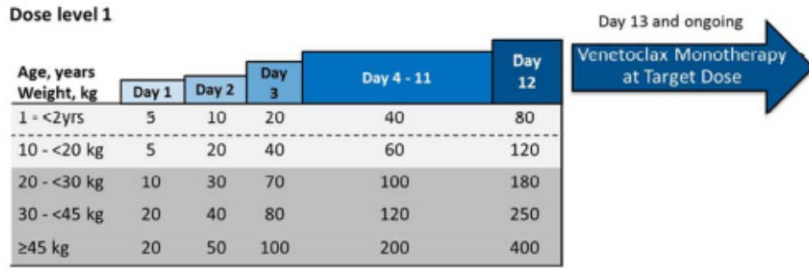 Dose level 1
Day 13 and ongoing
Venetoclax Monotherapy
at Target Dose
Age, years
Weight, kg Day 1 Day 2 Day 3 Day 4 - 11 Day 12
1 - <2yrs 5 10 20 40 80
10 - <20 kg 5 20 40 60 120
20 - <30 kg 10 30 70 100 180
30 - <45 kg 20 40 80 120 250
≥45 kg 20 50 100 200 400